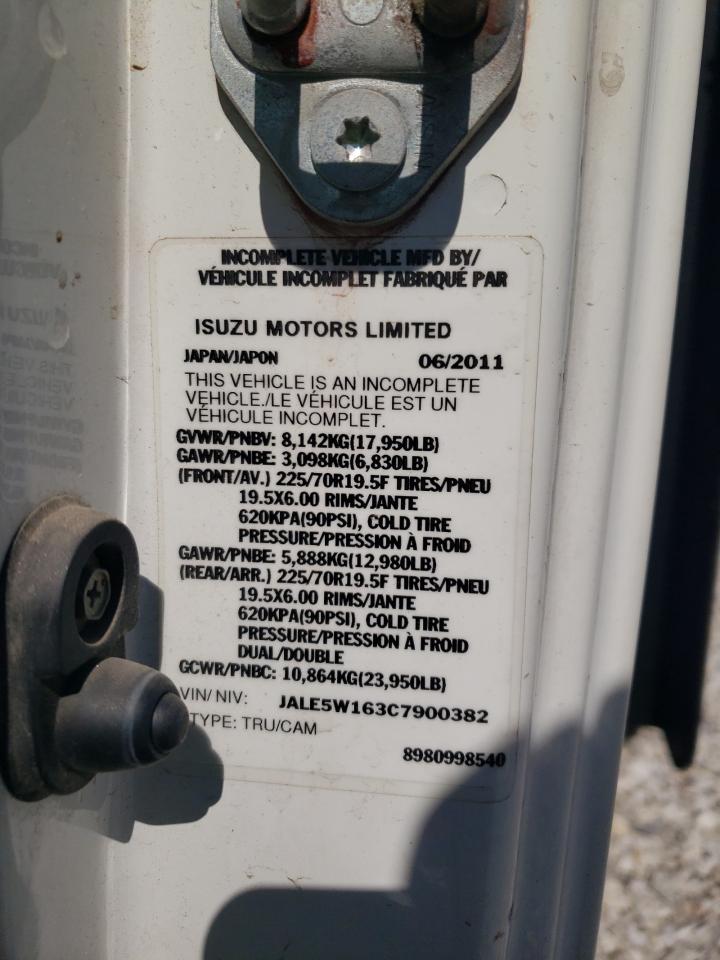 INCOMPLETE VEHICLE MFD BY/
VÉHICULE INCOMPLET FABRIQUÉ PAR
ISUZU MOTORS LIMITED
JAPAN/JAPON 06/2011
THIS VEHICLE IS AN INCOMPLETE
VEHICLE./LE VÉHICULE EST UN
VÉHICULE INCOMPLET.
GVWR/PNBV: 8,142KG(17,950LB)
GAWR/PNBE: 3,098KG(6,830LB)
(FRONT/AV.) 225/70R19.5F TIRES/PNEU
19.5X6.00 RIMS/JANTE
620KPA(90PSI), COLD TIRE
PRESSURE/PRESSION À FROID
GAWR/PNBE: 5,888KG(12,980LB)
(REAR/ARR.) 225/70R19.5F TIRES/PNEU
19.5X6.00 RIMS/JANTE
620KPA(90PSI), COLD TIRE
PRESSURE/PRESSION À FROID
DUAL/DOUBLE
GCWR/PNBC: 10,864KG(23,950LB)
VIN/NIV: JALE5W163C7900382
TYPE: TRU/CAM
8980998540